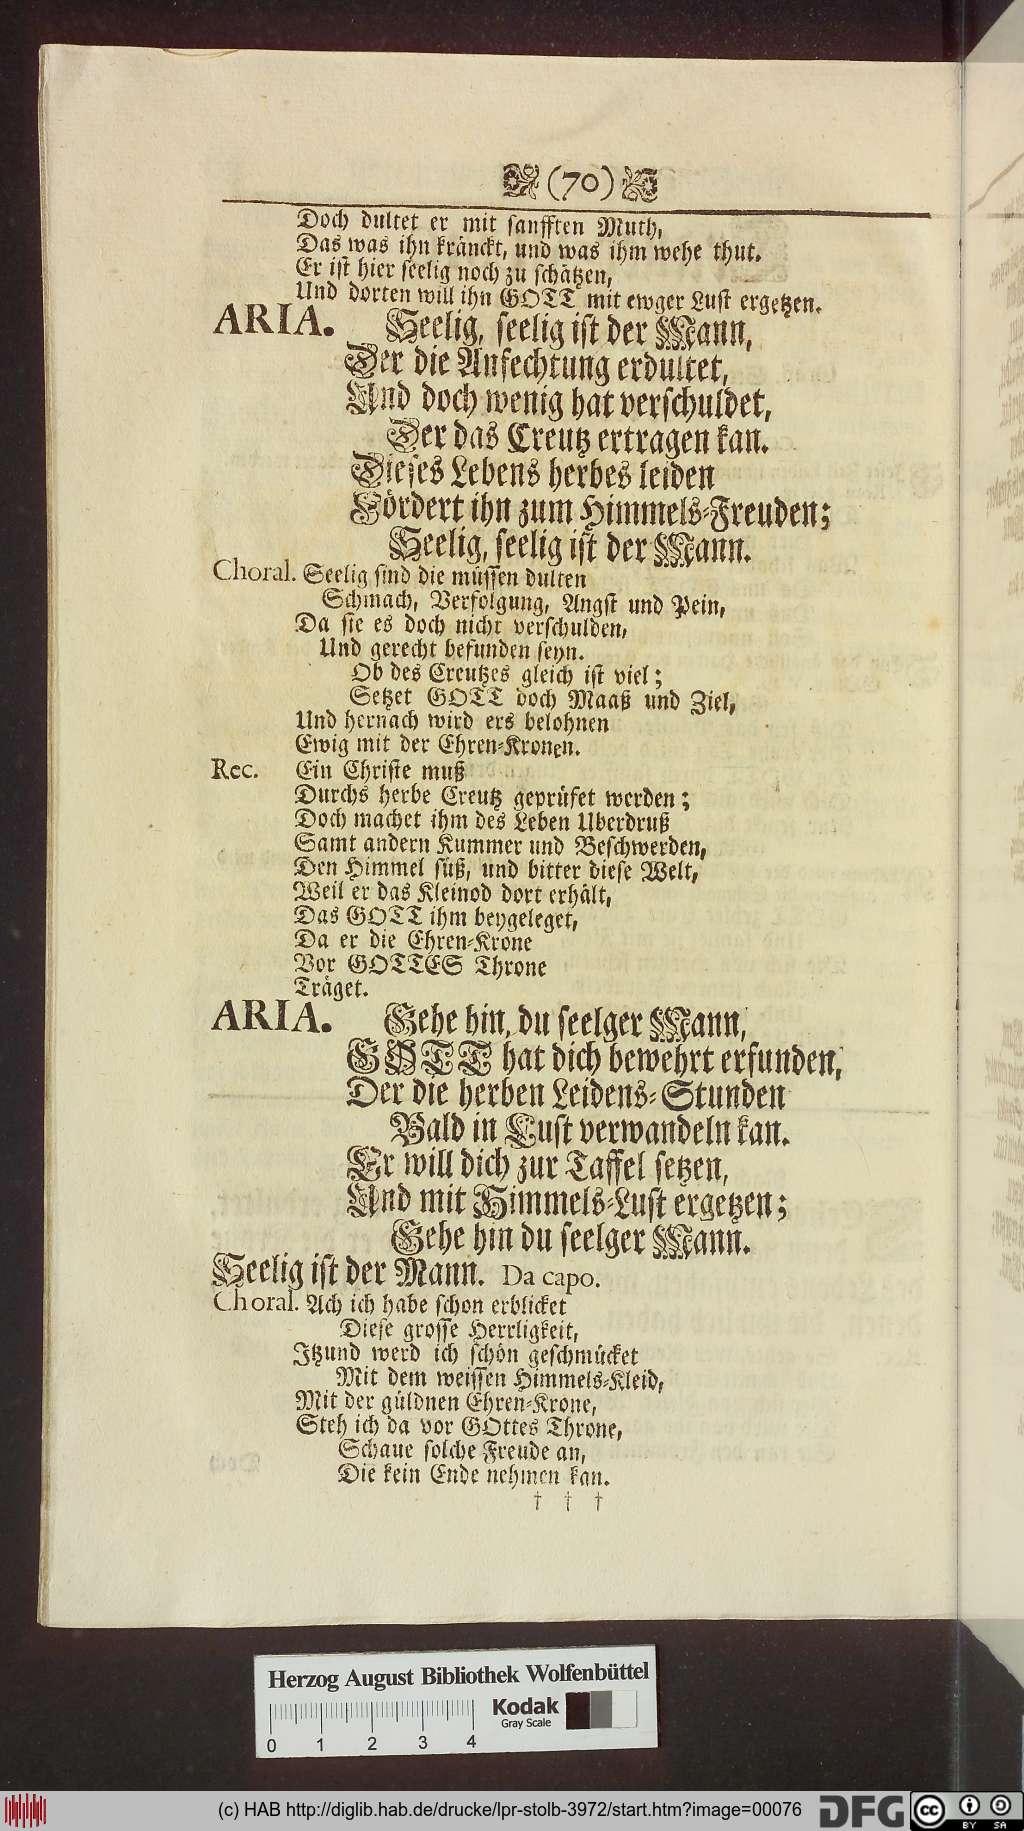 (70)
Doch dultet er mit sanfften Muth,
Das was ihn kränckt, und was ihm wehe thut.
Er ist hier seelig noch zu schätzen,
Und dorten will ihn GOTT mit ewger Lust ergetzen.
ARIA. Seelig, seelig ist der Mann,
Der die Anfechtung erdultet,
Und doch wenig hat verschuldet,
Der das Creutz ertragen kan.
Dieses Lebens herbes leiden
Fördert ihn zum Himmels-Freuden;
Seelig, seelig ist der Mann.
Choral. Seelig sind die müssen dulten
Schmach, Verfolgung, Angst und Pein,
Da sie es doch nicht verschulden,
Und gerecht befunden seyn.
Ob des Creutzes gleich ist viel;
Setzet GOTT doch Maaß und Ziel,
Und hernach wird ers belohnen
Ewig mit der Ehren-Kronen.
Rec. Ein Christe muß
Durchs herbe Creutz geprüfet werden;
Doch machet ihm des Leben Uberdruß
Samt andern Kummer und Beschwerden,
Den Himmel süß, und bitter diese Welt,
Weil er das Kleinod dort erhält,
Das GOTT ihm beygeleget,
Da er die Ehren-Krone
Vor GOTTES Throne
Träget.
ARIA. Gehe hin, du seelger Mann,
GOTT hat dich bewehrt erfunden,
Der die herben Leidens-Stunden
Bald in Lust verwandeln kan.
Er will dich zur Taffel setzen,
Und mit Himmels-Lust ergetzen;
Gehe hin du seelger Mann.
Seelig ist der Mann. Da capo.
Choral. Ach ich habe schon erblicket
Diese grosse Herrligkeit,
Itzund werd ich schön geschmücket
Mit dem weissen Himmels-Kleid,
Mit der güldnen Ehren-Krone,
Steh ich da vor GOttes Throne,
Schaue solche Freude an,
Die kein Ende nehmen kan.
† † †
Herzog August Bibliothek Wolfenbüttel
Kodak
Gray Scale
0 1 2 3 4
(c) HAB http://diglib.hab.de/drucke/lpr-stolb-3972/start.htm?image=00076
DFG
cc BY SA